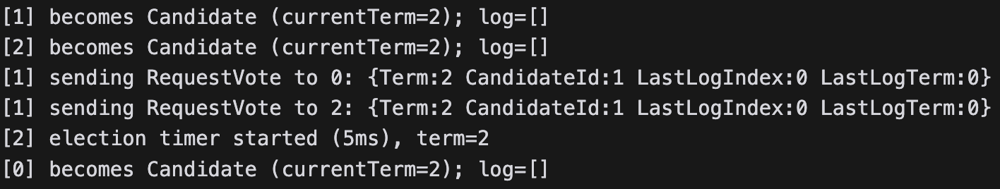 [1] becomes Candidate (currentTerm=2); log=[]
[2] becomes Candidate (currentTerm=2); log=[]
[1] sending RequestVote to 0: {Term:2 CandidateId:1 LastLogIndex:0 LastLogTerm:0}
[1] sending RequestVote to 2: {Term:2 CandidateId:1 LastLogIndex:0 LastLogTerm:0}
[2] election timer started (5ms), term=2
[0] becomes Candidate (currentTerm=2); log=[]